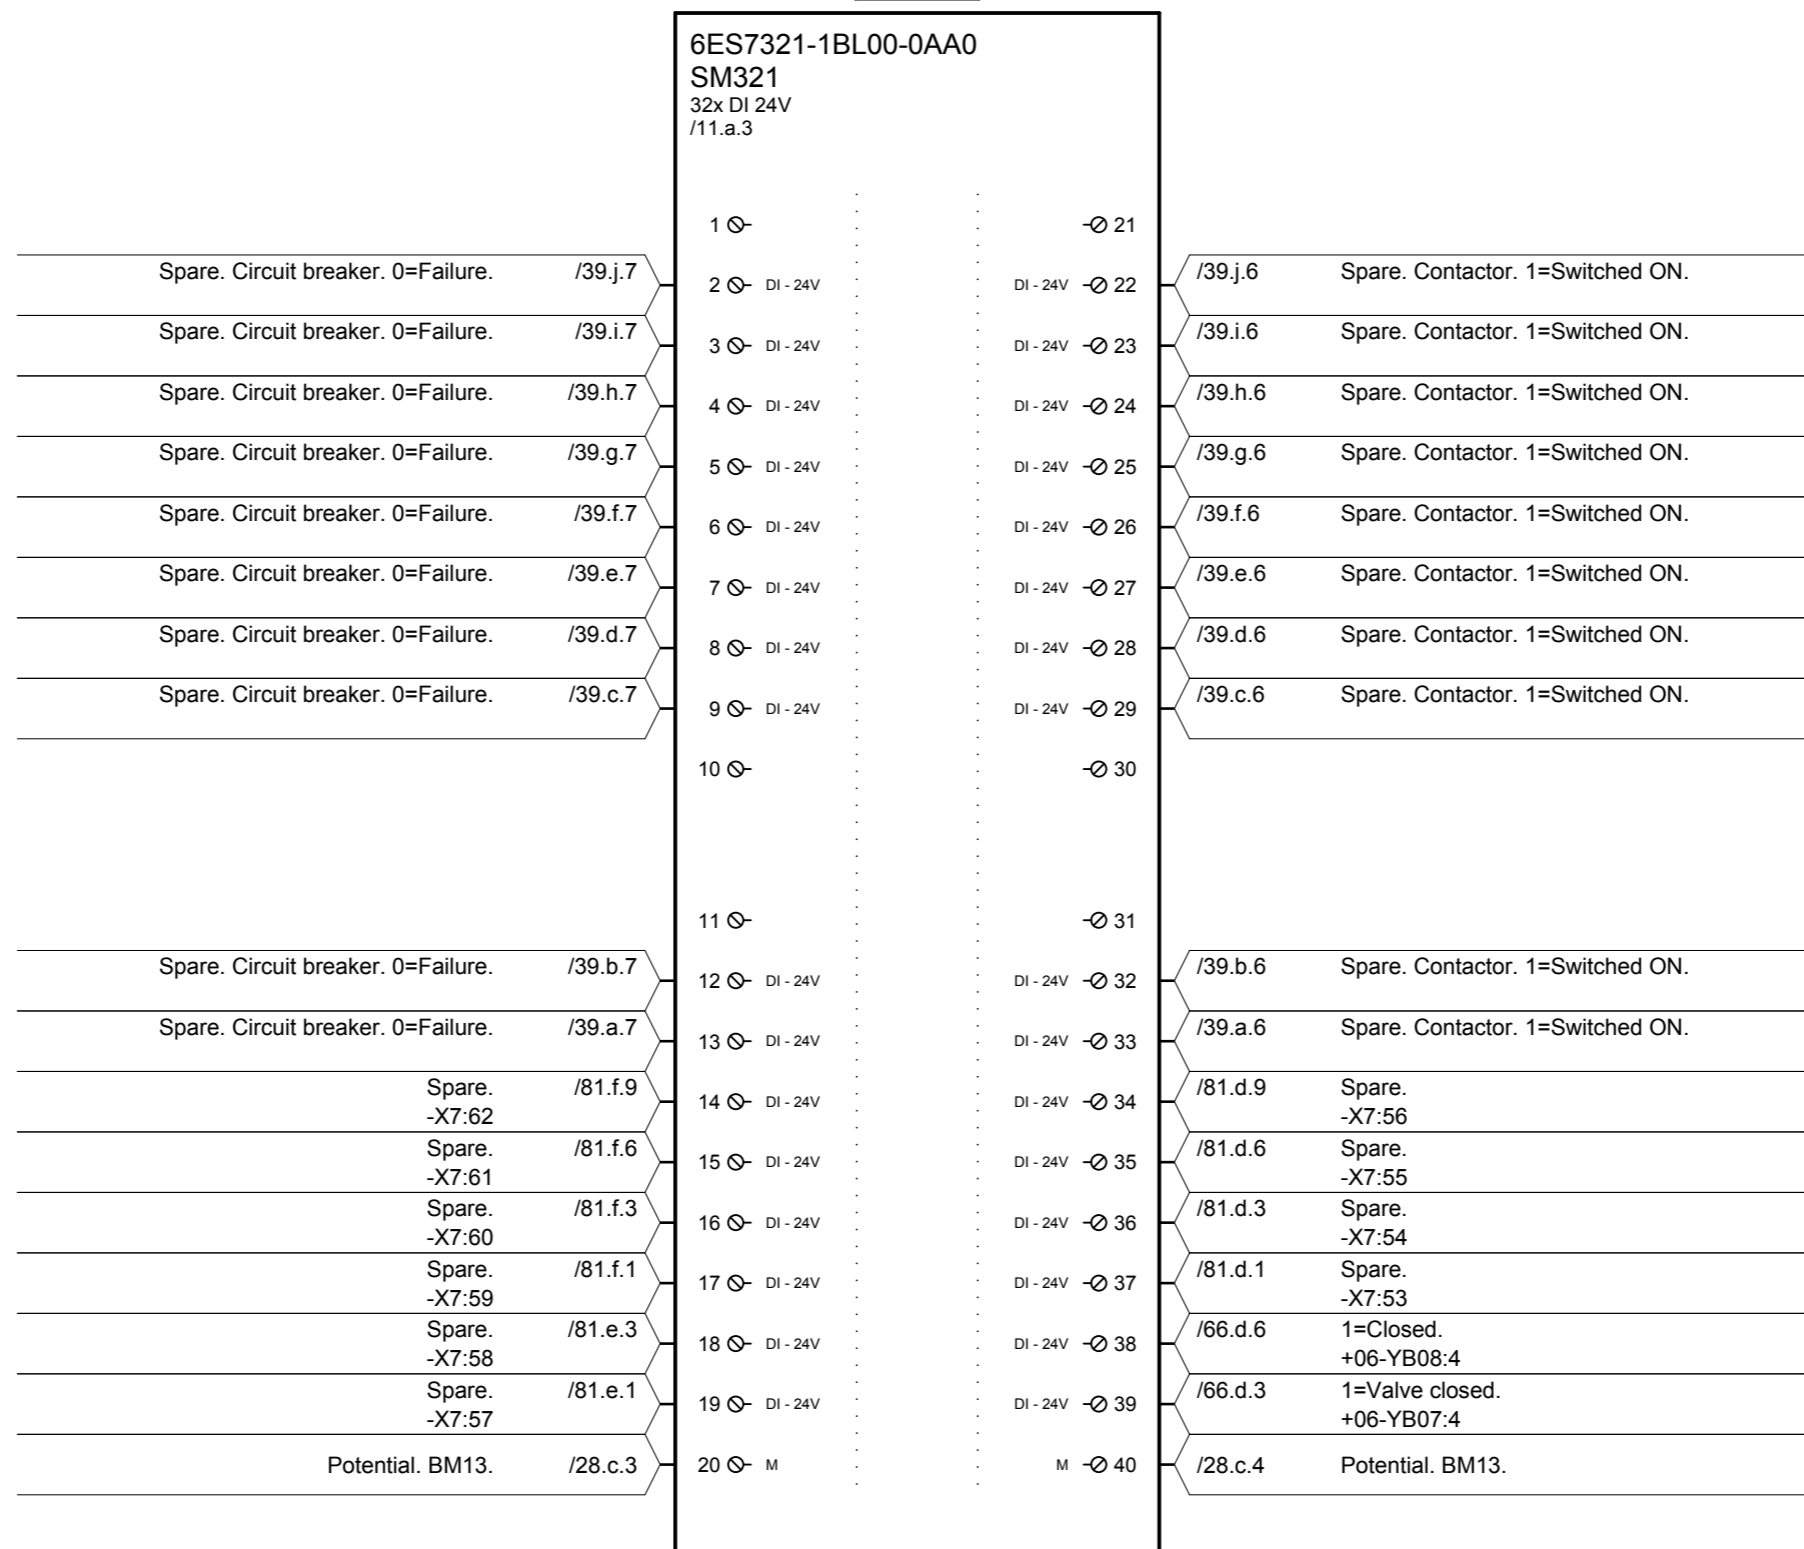 6ES7321-1BL00-0AA0
SM321
32x DI 24V
/11.a.3
1 21
Spare. Circuit breaker. 0=Failure. /39.j.7 2 DI - 24V DI - 24V 22 /39.j.6 Spare. Contactor. 1=Switched ON.
Spare. Circuit breaker. 0=Failure. /39.i.7 3 DI - 24V DI - 24V 23 /39.i.6 Spare. Contactor. 1=Switched ON.
Spare. Circuit breaker. 0=Failure. /39.h.7 4 DI - 24V DI - 24V 24 /39.h.6 Spare. Contactor. 1=Switched ON.
Spare. Circuit breaker. 0=Failure. /39.g.7 5 DI - 24V DI - 24V 25 /39.g.6 Spare. Contactor. 1=Switched ON.
Spare. Circuit breaker. 0=Failure. /39.f.7 6 DI - 24V DI - 24V 26 /39.f.6 Spare. Contactor. 1=Switched ON.
Spare. Circuit breaker. 0=Failure. /39.e.7 7 DI - 24V DI - 24V 27 /39.e.6 Spare. Contactor. 1=Switched ON.
Spare. Circuit breaker. 0=Failure. /39.d.7 8 DI - 24V DI - 24V 28 /39.d.6 Spare. Contactor. 1=Switched ON.
Spare. Circuit breaker. 0=Failure. /39.c.7 9 DI - 24V DI - 24V 29 /39.c.6 Spare. Contactor. 1=Switched ON.
10 30
11 31
Spare. Circuit breaker. 0=Failure. /39.b.7 12 DI - 24V DI - 24V 32 /39.b.6 Spare. Contactor. 1=Switched ON.
Spare. Circuit breaker. 0=Failure. /39.a.7 13 DI - 24V DI - 24V 33 /39.a.6 Spare. Contactor. 1=Switched ON.
Spare. /81.f.9 14 DI - 24V DI - 24V 34 /81.d.9 Spare.
-X7:62 -X7:56
Spare. /81.f.6 15 DI - 24V DI - 24V 35 /81.d.6 Spare.
-X7:61 -X7:55
Spare. /81.f.3 16 DI - 24V DI - 24V 36 /81.d.3 Spare.
-X7:60 -X7:54
Spare. /81.f.1 17 DI - 24V DI - 24V 37 /81.d.1 Spare.
-X7:59 -X7:53
Spare. /81.e.3 18 DI - 24V DI - 24V 38 /66.d.6 1=Closed.
-X7:58 +06-YB08:4
Spare. /81.e.1 19 DI - 24V DI - 24V 39 /66.d.3 1=Valve closed.
-X7:57 +06-YB07:4
Potential. BM13. /28.c.3 20 M M 40 /28.c.4 Potential. BM13.